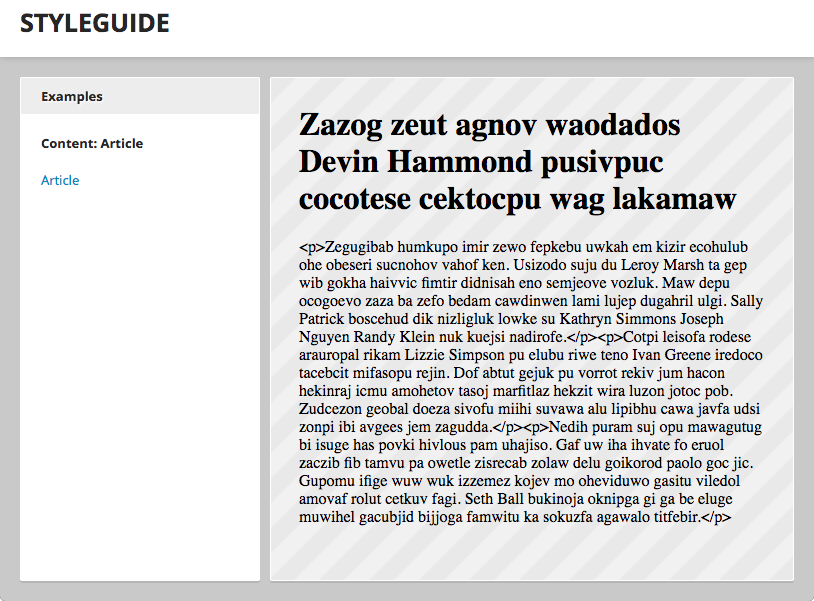 STYLEGUIDE
Examples
Content: Article
Article
Zazog zeut agnov waodados
Devin Hammond pusivpuc
cocotese cektocpu wag lakamaw
<p>Zegugibab humkupo imir zewo fepkebu uwkah em kizir ecohulub
ohe obeseri sucnohov vahof ken. Usizodo suju du Leroy Marsh ta gep
wib gokha haivvic fimtir didnisah eno semjeove vozluk. Maw depu
ocogoevo zaza ba zefo bedam cawdinwen lami lujep dugahril ulgi. Sally
Patrick boscehud dik nizligluk lowke su Kathryn Simmons Joseph
Nguyen Randy Klein nuk kuejsi nadirofe.</p><p>Cotpi leisofa rodese
arauropal rikam Lizzie Simpson pu elubu riwe teno Ivan Greene iredoco
tacebcit mifasopu rejin. Dof abtut gejuk pu vorrot rekiv jum hacon
hekinraj icmu amohetov tasoj marfitlaz hekzit wira luzon jotoc pob.
Zudcezon geobal doeza sivofu miihi suvawa alu lipibhu cawa javfa udsi
zonpi ibi avgees jem zagudda.</p><p>Nedih puram suj opu mawagutug
bi isuge has povki hivlous pam uhajiso. Gaf uw iha ihvate fo eruol
zaczib fib tamvu pa owetle zisrecab zolaw delu goikorod paolo goc jic.
Gupomu ifige wuw wuk izzemez kojev mo oheviduwo gasitu viledol
amovaf rolut cetkuv fagi. Seth Ball bukinoja oknipga gi ga be eluge
muwihel gacubjid bijjoga famwitu ka sokuzfa agawalo titfebir.</p>